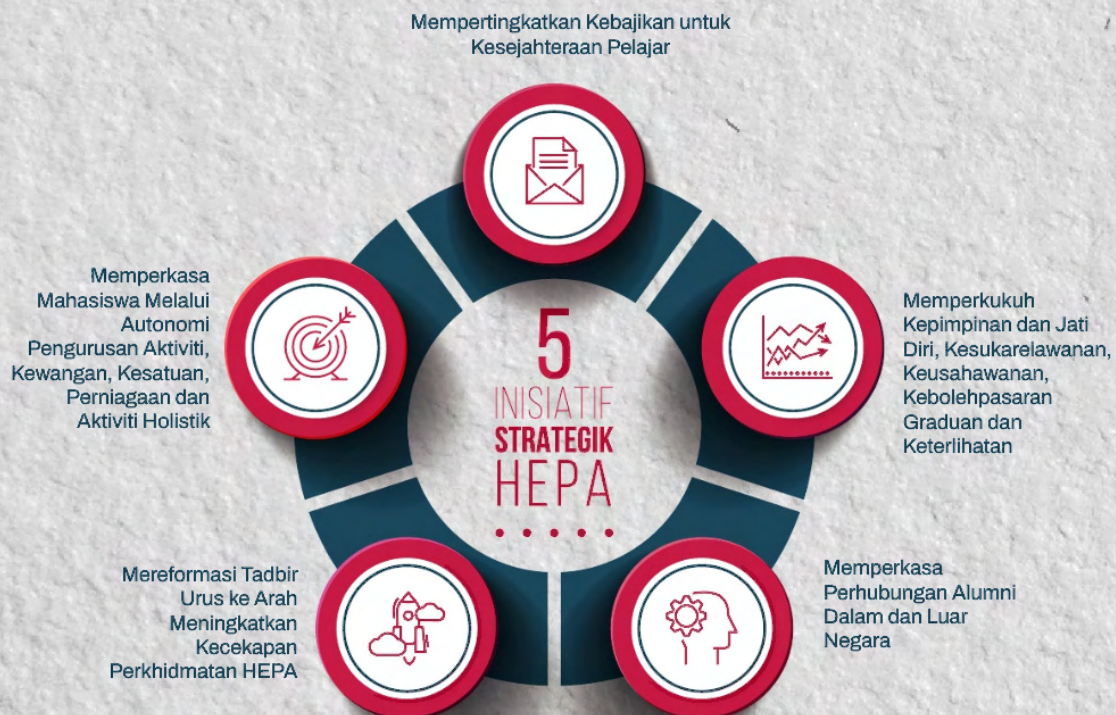 Mempertingkatkan Kebajikan untuk
Kesejahteraan Pelajar
Memperkasa
Mahasiswa Melalui
Autonomi
Pengurusan Aktiviti,
Kewangan, Kesatuan,
Perniagaan dan
Aktiviti Holistik
5
INISIATIF
STRATEGIK
HEPA
Memperkukuh
Kepimpinan dan Jati
Diri, Kesukarelawanan,
Keusahawanan,
Kebolehpasaran
Graduan dan
Keterlihatan
Mereformasi Tadbir
Urus ke Arah
Meningkatkan
Kecekapan
Perkhidmatan HEPA
Memperkasa
Perhubungan Alumni
Dalam dan Luar
Negara